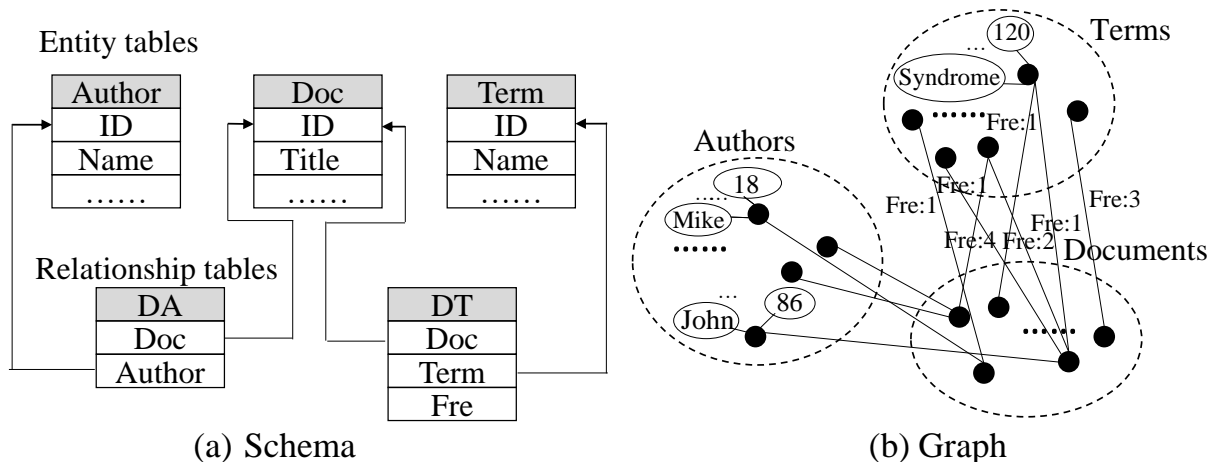 Entity tables
Author
ID
Name
......
Doc
ID
Title
......
Term
ID
Name
......
Relationship tables
DA
Doc
Author
DT
Doc
Term
Fre
(a) Schema
Terms
120
...
Syndrome
......
Fre:1
Fre:1
Fre:1
Fre:3
Fre:1
Fre:4
Fre:2
Authors
18
.....
Mike
......
...
86
John
Documents
......
(b) Graph